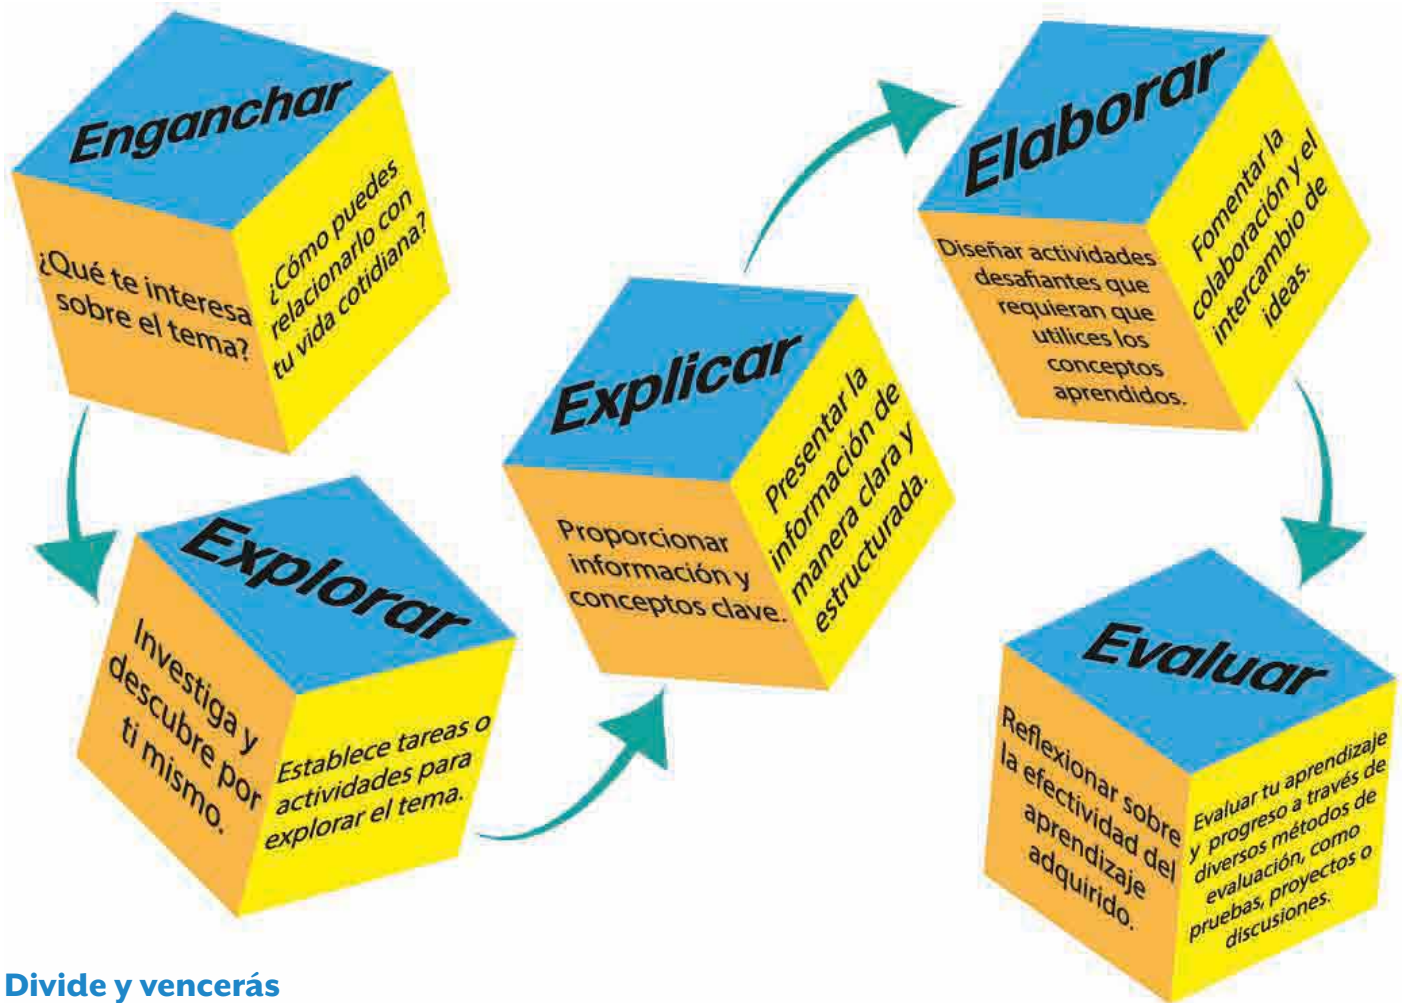 Enganchar
¿Qué te interesa
sobre el tema?
¿Cómo puedes
relacionarlo con
tu vida cotidiana?
Explorar
Investiga y
descubre por
ti mismo.
Establece tareas o
actividades para
explorar el tema.
Explicar
Proporcionar
información y
conceptos clave.
Presentar la
información de
manera clara y
estructurada.
Elaborar
Diseñar actividades
desafiantes que
requieran que
utilices los
conceptos
aprendidos.
Fomentar la
colaboración y el
intercambio de
ideas.
Evaluar
Reflexionar sobre
la efectividad del
aprendizaje
adquirido.
Evaluar tu aprendizaje
y progreso a través de
diversos métodos de
evaluación, como
pruebas, proyectos o
discusiones.
Divide y vencerás